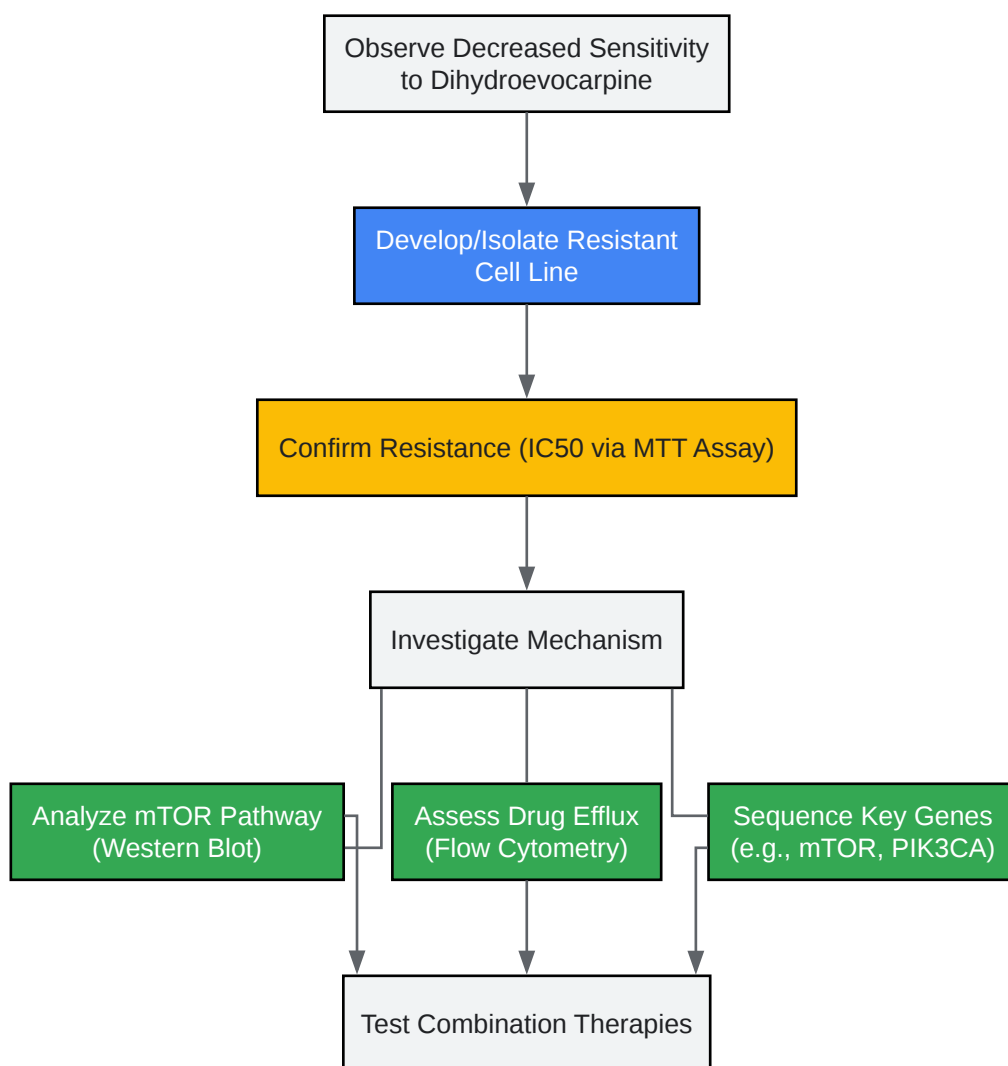 Observe Decreased Sensitivity
to Dihydroevocarpine
Develop/Isolate Resistant
Cell Line
Confirm Resistance (IC50 via MTT Assay)
Investigate Mechanism
Analyze mTOR Pathway
(Western Blot)
Assess Drug Efflux
(Flow Cytometry)
Sequence Key Genes
(e.g., mTOR, PIK3CA)
Test Combination Therapies